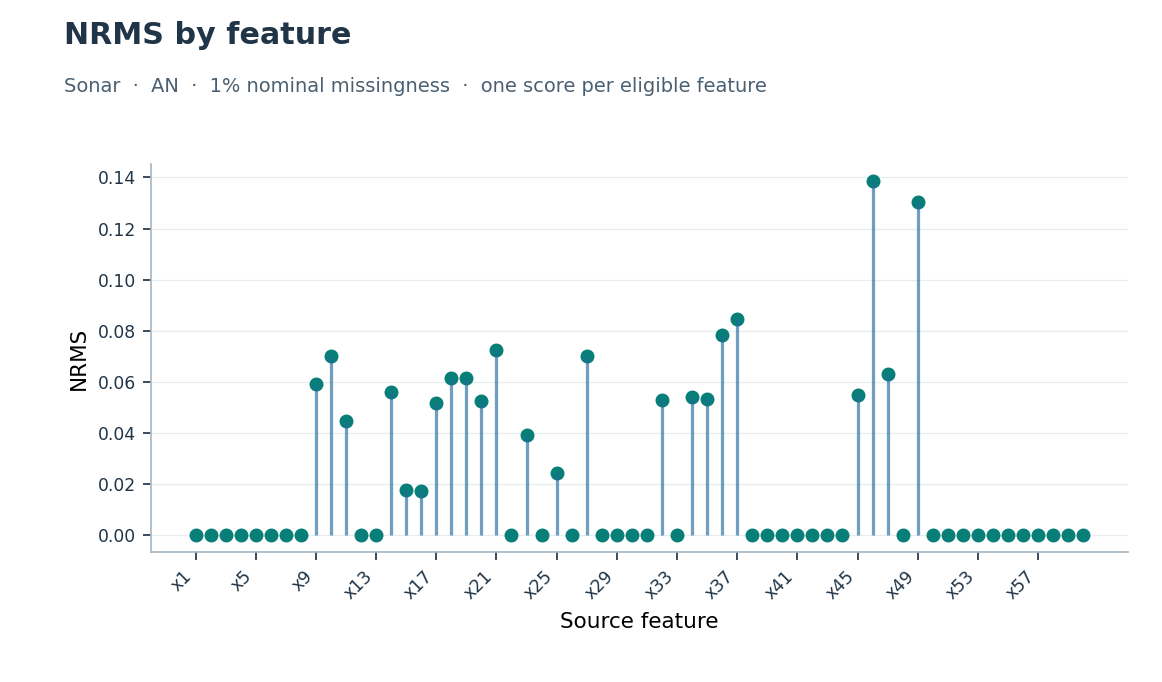 NRMS by feature
Sonar · AN · 1% nominal missingness · one score per eligible feature
0.14
0.12
0.10
0.08
0.06
0.04
0.02
0.00
NRMS
x1 x5 x9 x13 x17 x21 x25 x29 x33 x37 x41 x45 x49 x53 x57
Source feature